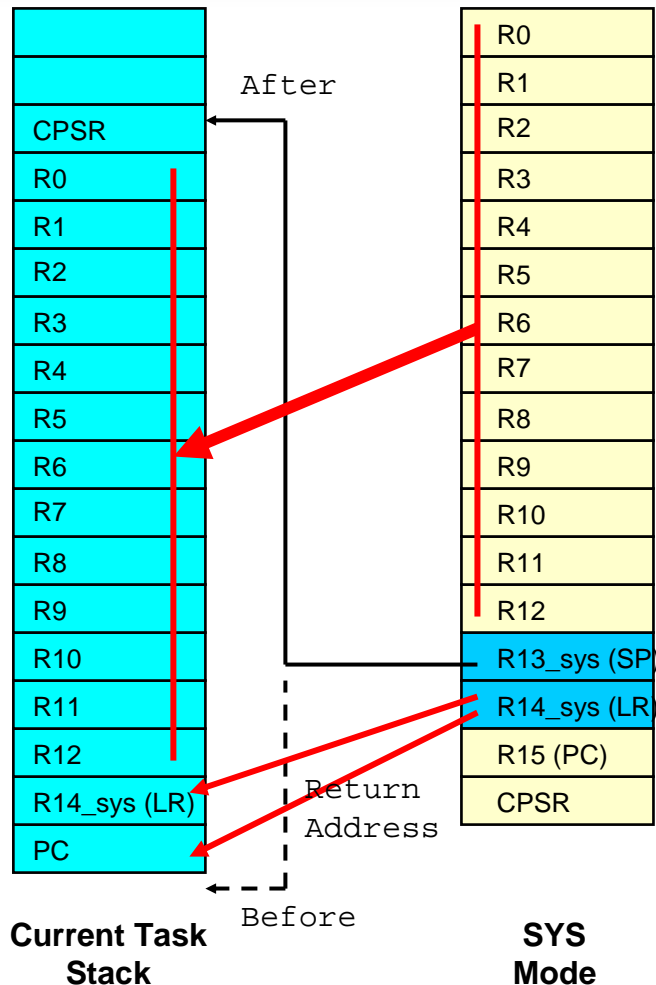 CPSR
R0
R1
R2
R3
R4
R5
R6
R7
R8
R9
R10
R11
R12
R14_sys (LR)
PC
Current Task
Stack
After
Return
Address
Before
R0
R1
R2
R3
R4
R5
R6
R7
R8
R9
R10
R11
R12
R13_sys (SP)
R14_sys (LR)
R15 (PC)
CPSR
SYS
Mode